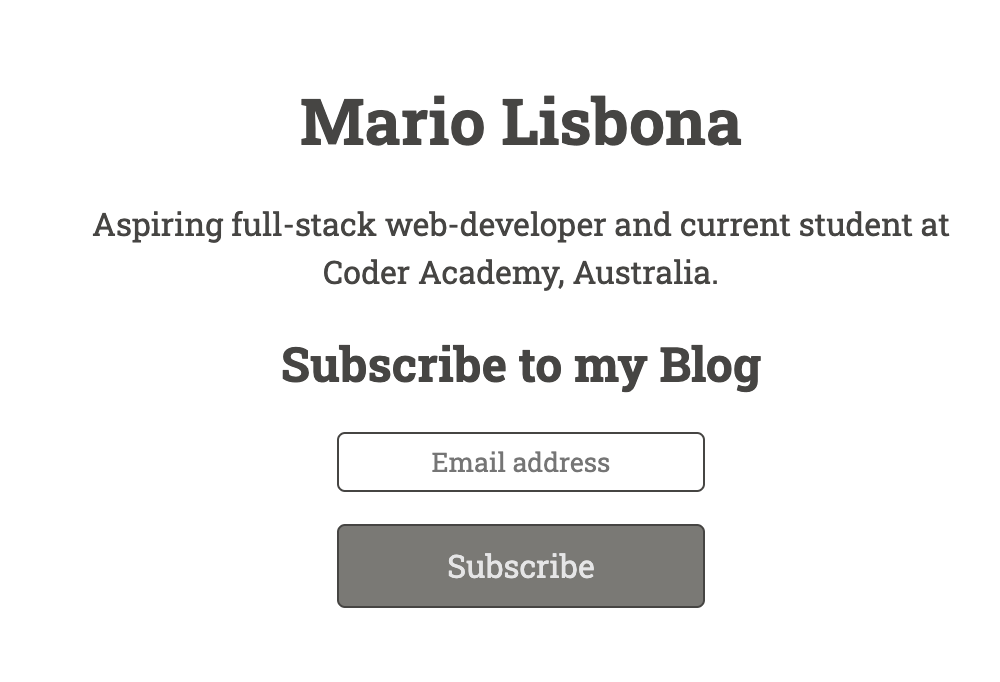 Mario Lisbona
Aspiring full-stack web-developer and current student at
Coder Academy, Australia.
Subscribe to my Blog
Email address
Subscribe